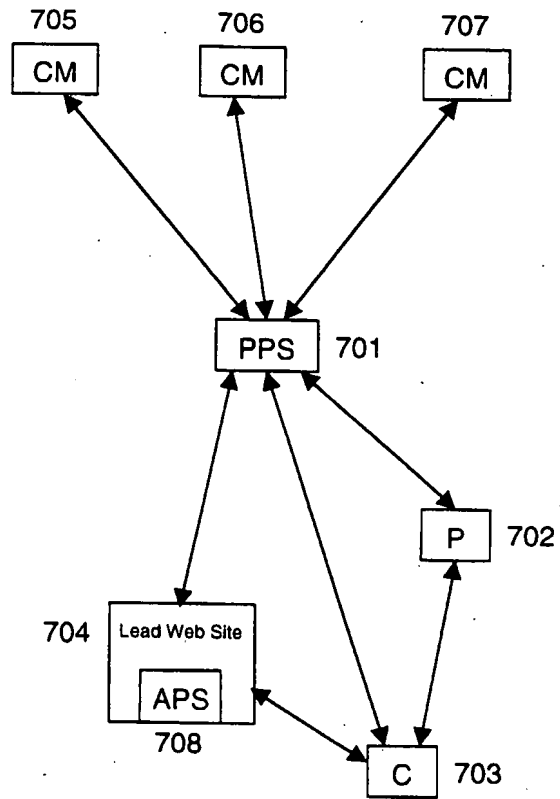 705
706
707
CM
CM
CM
PPS
701
P
702
704
Lead Web Site
APS
708
C
703